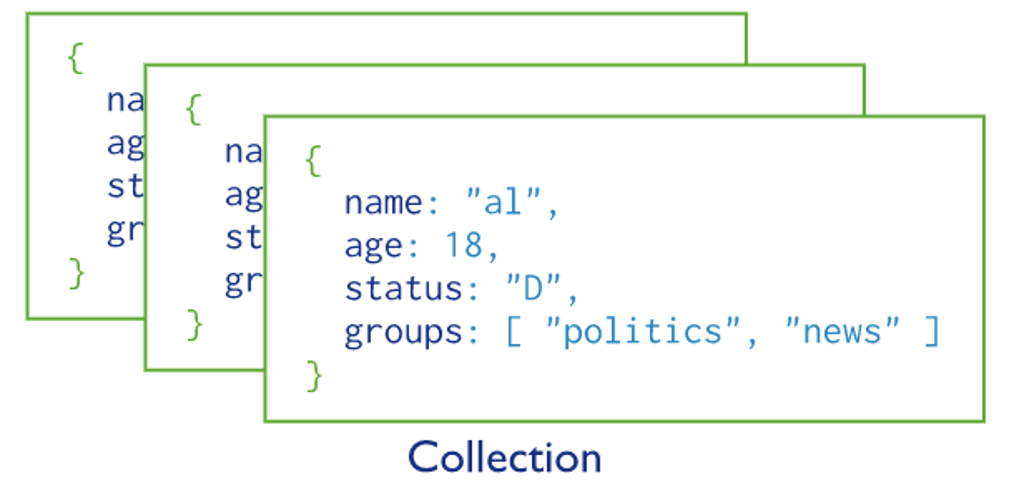 {
na
ag
st
gr
}
{
na
ag
st
gr
}
{
name: "al",
age: 18,
status: "D",
groups: [ "politics", "news" ]
}
Collection